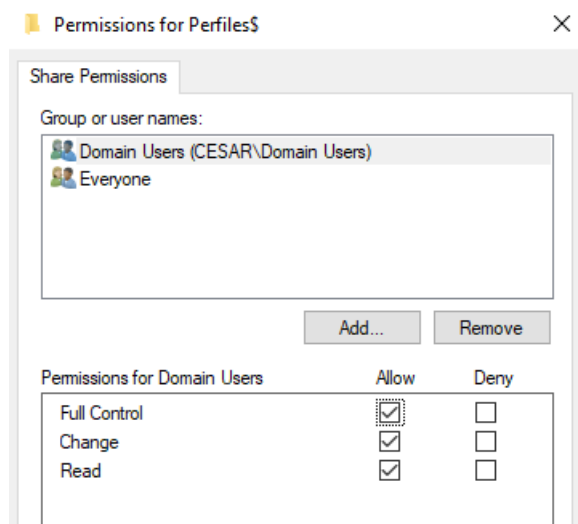 Permissions for Perfiles$
Share Permissions
Group or user names:
Domain Users (CESAR\Domain Users)
Everyone
Add... Remove
Permissions for Domain Users Allow Deny
Full Control
Change
Read